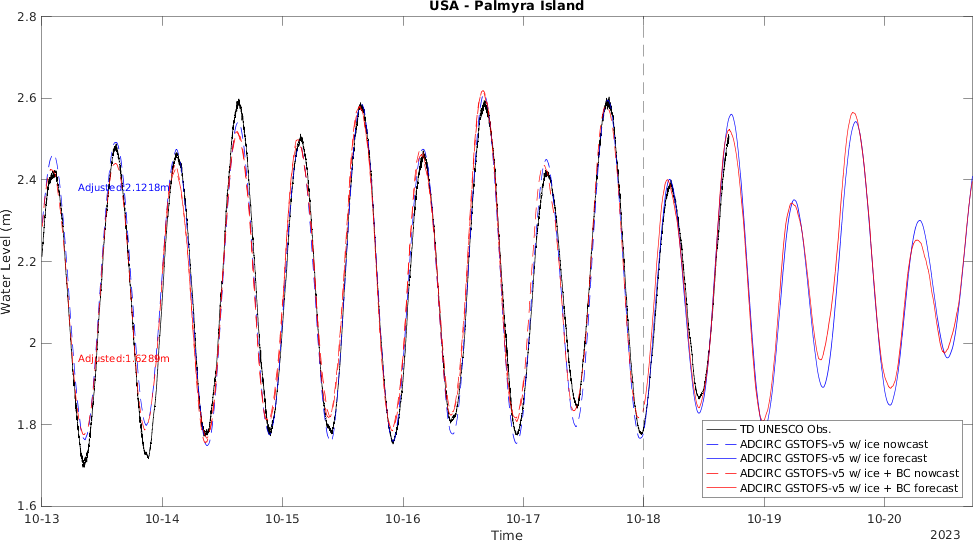 USA - Palmyra Island
2.8
2.6
2.4
2.2
2
1.8
1.6
Water Level (m)
Adjusted:2.1218m
Adjusted:1.6289m
TD UNESCO Obs.
ADCIRC GSTOFS-v5 w/ ice nowcast
ADCIRC GSTOFS-v5 w/ ice forecast
ADCIRC GSTOFS-v5 w/ ice + BC nowcast
ADCIRC GSTOFS-v5 w/ ice + BC forecast
10-13 10-14 10-15 10-16 10-17 10-18 10-19 10-20
Time
2023